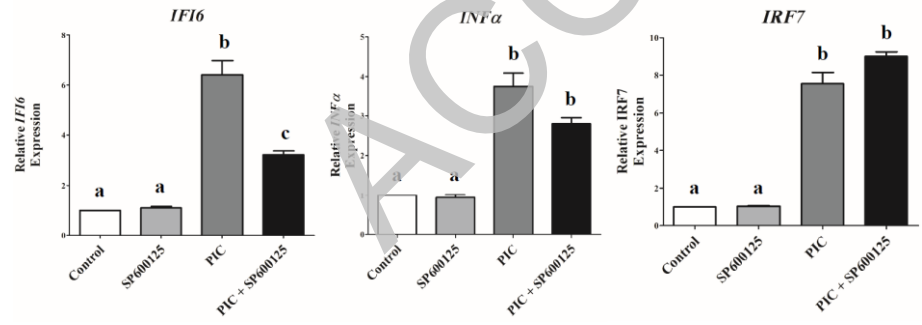 IFI6
Relative IFI6
Expression
8
6
4
2
0
a
a
b
c
Control
SP600125
PIC
PIC + SP600125
INFα
Relative INFα
Expression
5
4
3
2
1
0
a
a
b
b
Control
SP600125
PIC
PIC + SP600125
IRF7
Relative IRF7
Expression
10
8
6
4
2
0
a
a
b
b
Control
SP600125
PIC
PIC + SP600125